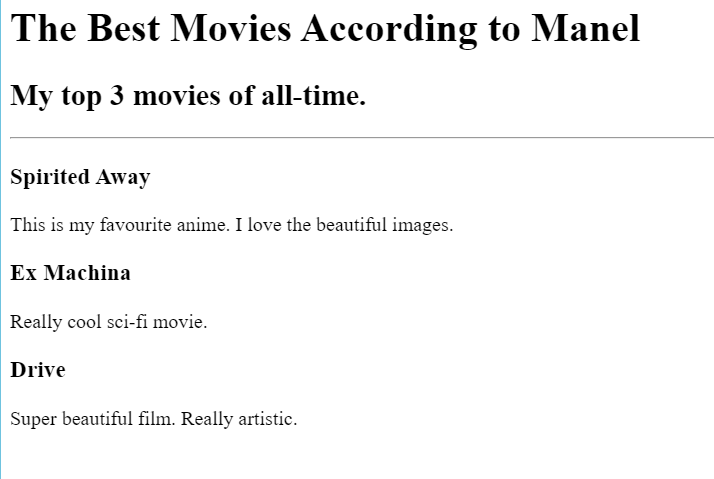 The Best Movies According to Manel
My top 3 movies of all-time.
Spirited Away
This is my favourite anime. I love the beautiful images.
Ex Machina
Really cool sci-fi movie.
Drive
Super beautiful film. Really artistic.